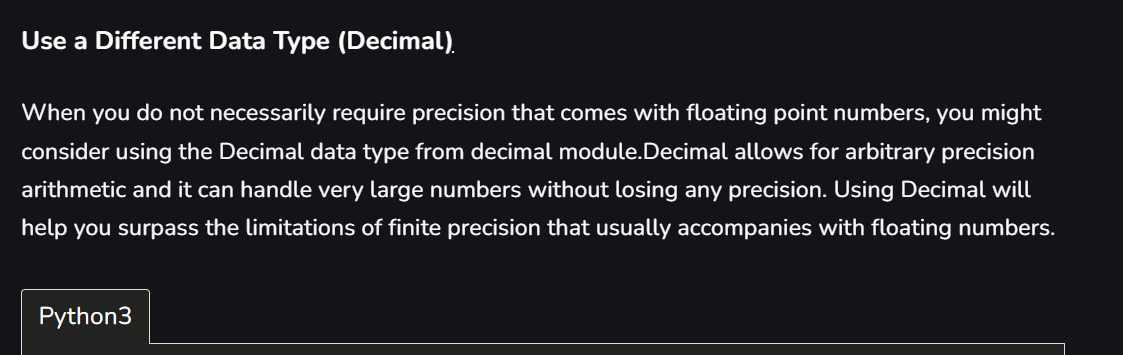 Use a Different Data Type (Decimal)
When you do not necessarily require precision that comes with floating point numbers, you might
consider using the Decimal data type from decimal module.Decimal allows for arbitrary precision
arithmetic and it can handle very large numbers without losing any precision. Using Decimal will
help you surpass the limitations of finite precision that usually accompanies with floating numbers.
Python3